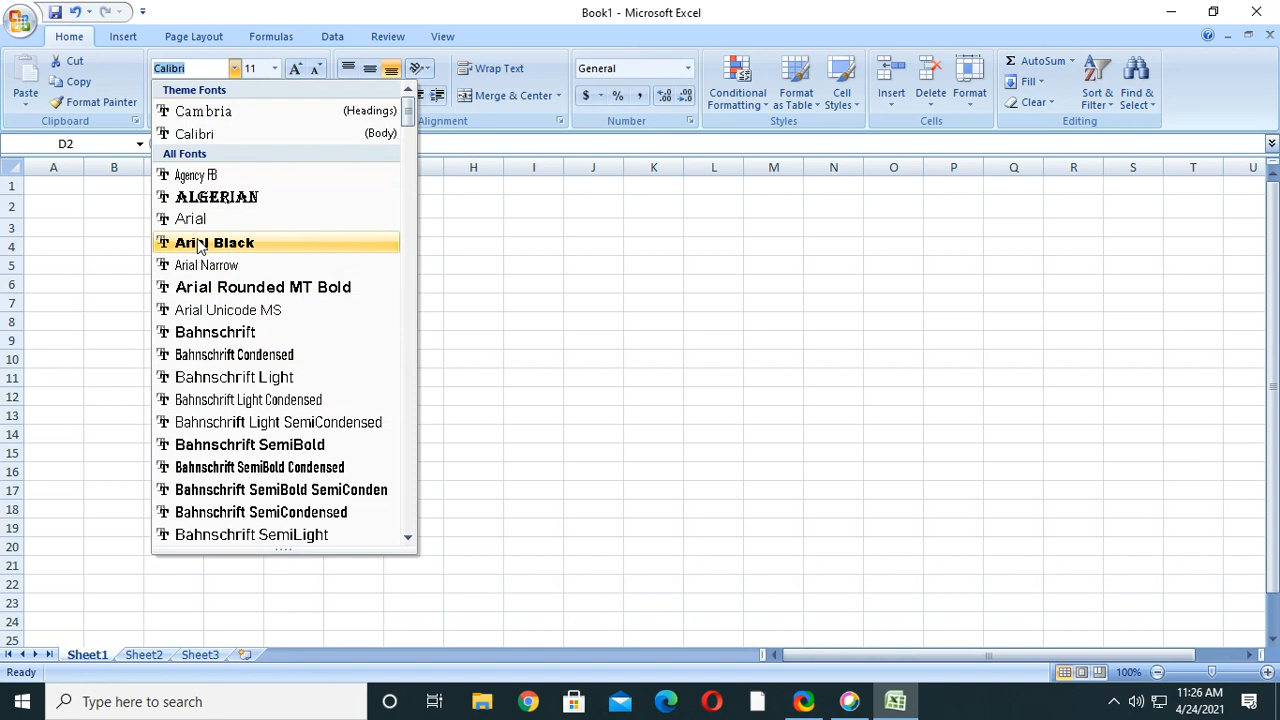 Book1 - Microsoft Excel
Home Insert Page Layout Formulas Data Review View
Cut
Copy
Format Painter
Paste
Clipboard
Calibri 11
Wrap Text
Merge & Center
Alignment
General
$ % ,
Number
Conditional Formatting
Format as Table
Cell Styles
Styles
Insert Delete Format
Cells
Σ AutoSum
Fill
Clear
Sort & Filter
Find & Select
Editing
D2
Theme Fonts
Cambria (Headings)
Calibri (Body)
All Fonts
Agency FB
ALGERIAN
Arial
Arial Black
Arial Narrow
Arial Rounded MT Bold
Arial Unicode MS
Bahnschrift
Bahnschrift Condensed
Bahnschrift Light
Bahnschrift Light Condensed
Bahnschrift Light SemiCondensed
Bahnschrift SemiBold
Bahnschrift SemiBold Condensed
Bahnschrift SemiBold SemiConden
Bahnschrift SemiCondensed
Bahnschrift SemiLight
A B H I J K L M N O P Q R S T U
1
2
3
4
5
6
7
8
9
10
11
12
13
14
15
16
17
18
19
20
21
22
23
24
25
Sheet1 Sheet2 Sheet3
Ready
100%
Type here to search
11:26 AM
4/24/2021